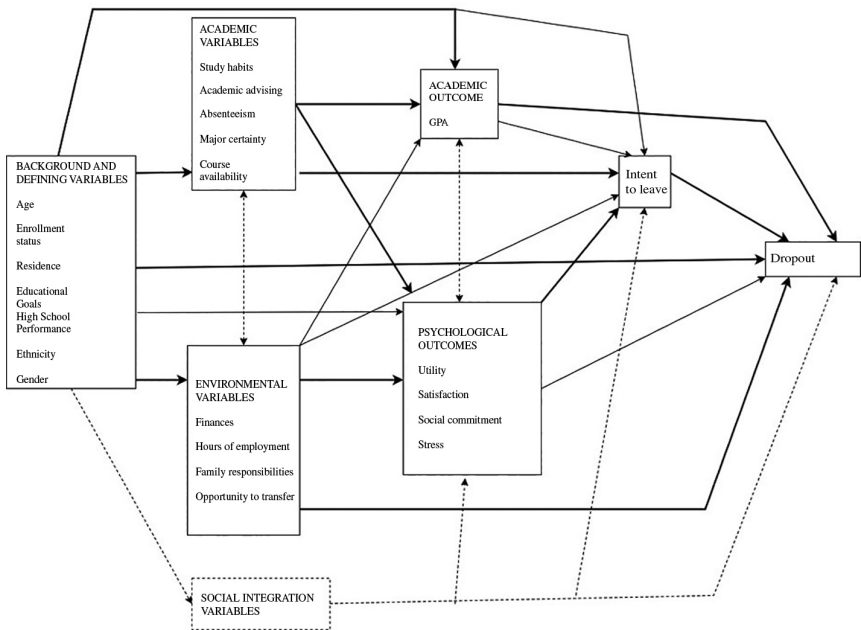 ACADEMIC
VARIABLES
Study habits
Academic advising
Absenteeism
Major certainty
Course
availability
ACADEMIC
OUTCOME
GPA
BACKGROUND AND
DEFINING VARIABLES
Age
Enrollment
status
Residence
Educational
Goals
High School
Performance
Ethnicity
Gender
Intent
to leave
Dropout
PSYCHOLOGICAL
OUTCOMES
Utility
Satisfaction
Social commitment
Stress
ENVIRONMENTAL
VARIABLES
Finances
Hours of employment
Family responsibilities
Opportunity to transfer
SOCIAL INTEGRATION
VARIABLES